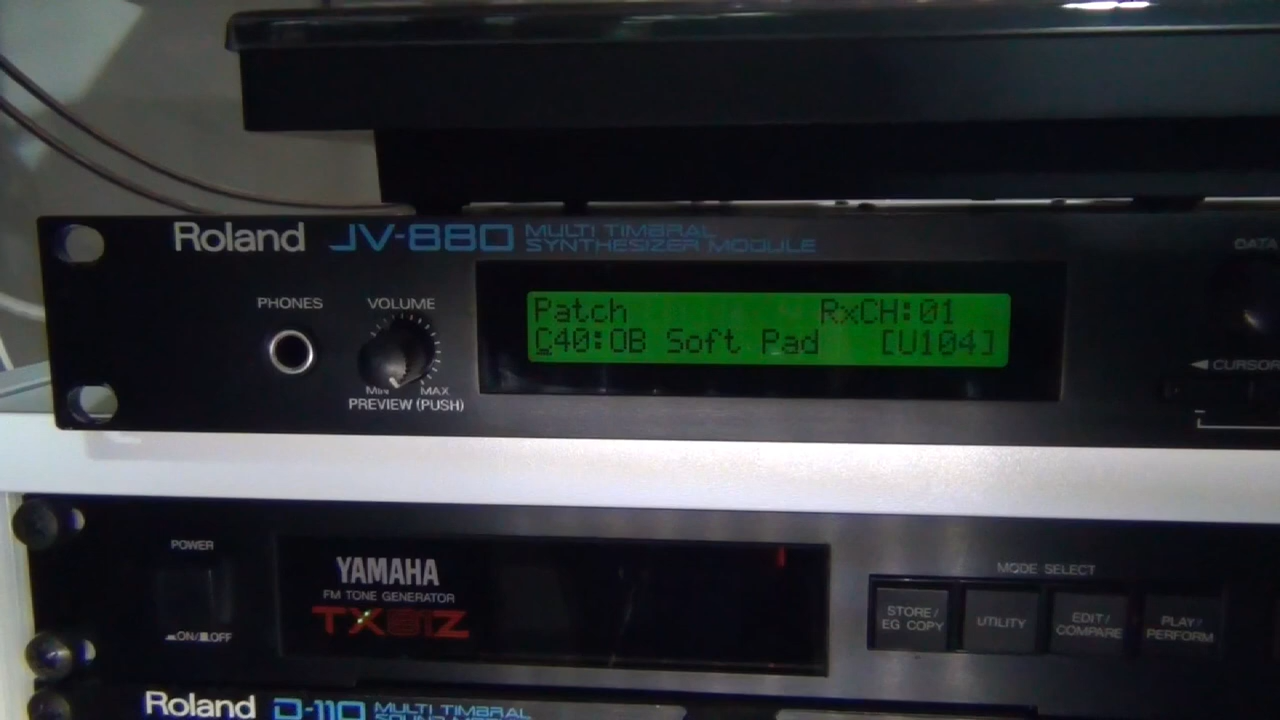 Roland JV-880 MULTI TIMBRAL
SYNTHESIZER MODULE
DATA
PHONES
VOLUME
Patch RxCH:01
C40:OB Soft Pad [U104]
MIN MAX
PREVIEW (PUSH)
◄ CURSOR
POWER
▬ON/■OFF
YAMAHA
FM TONE GENERATOR
TX81Z
MODE SELECT
STORE/
EG COPY
UTILITY
EDIT/
COMPARE
PLAY/
PERFORM
Roland D-110 MULTI TIMBRAL
SOUND